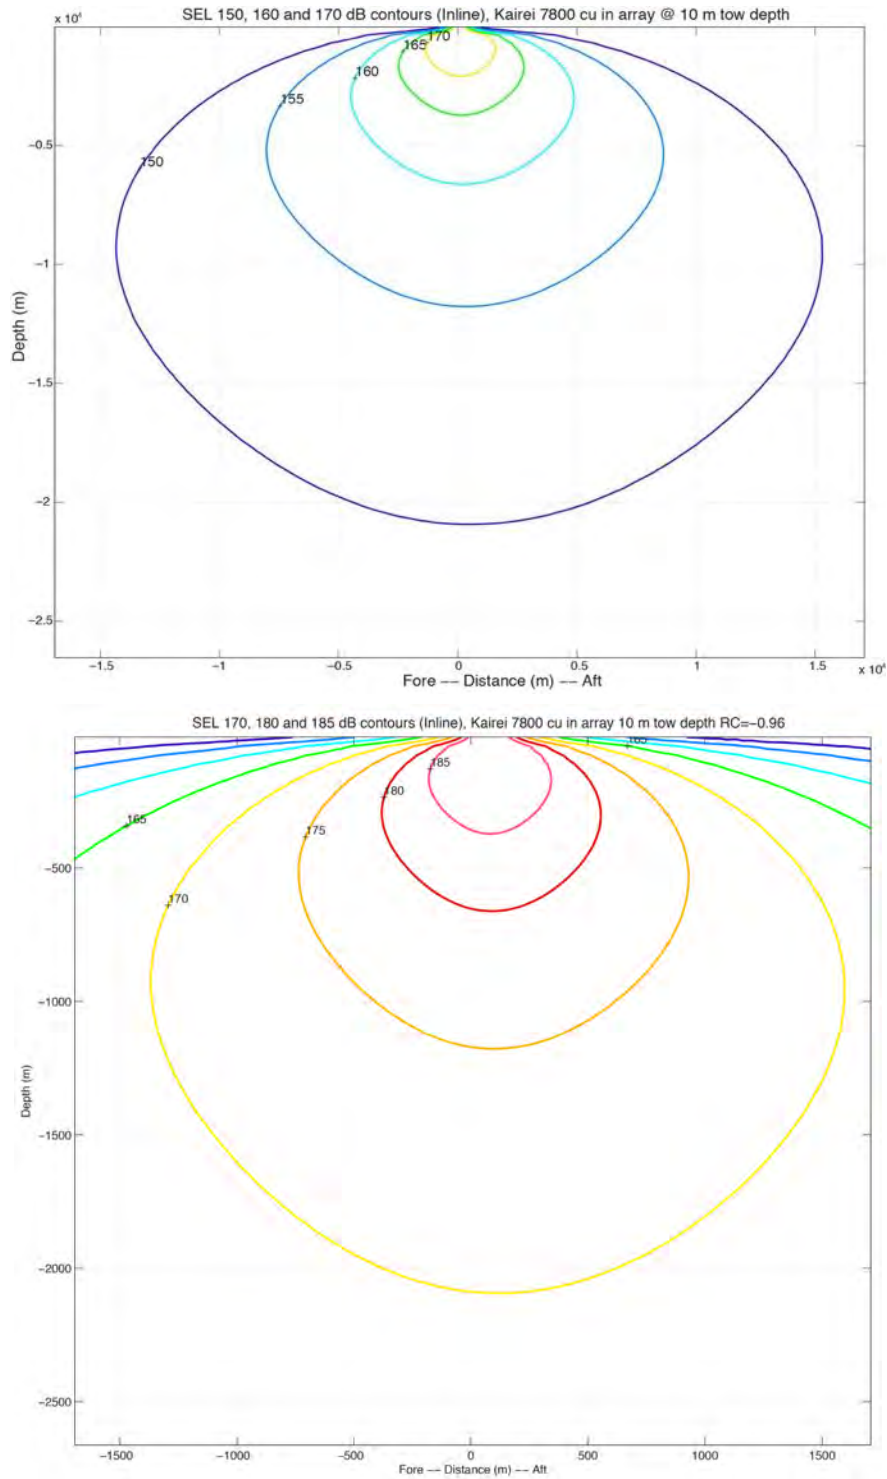 SEL 150, 160 and 170 dB contours (Inline), Kairei 7800 cu in array @ 10 m tow depth
x 10⁴
0
170
165
160
155
−0.5
150
−1
Depth (m)
−1.5
−2
−2.5
−1.5 −1 −0.5 0 0.5 1 1.5
x 10⁴
Fore −− Distance (m) −− Aft
SEL 170, 180 and 185 dB contours (Inline), Kairei 7800 cu in array 10 m tow depth RC=−0.96
165
185
180
165
175
−500
170
−1000
Depth (m)
−1500
−2000
−2500
−1500 −1000 −500 0 500 1000 1500
Fore −− Distance (m) −− Aft